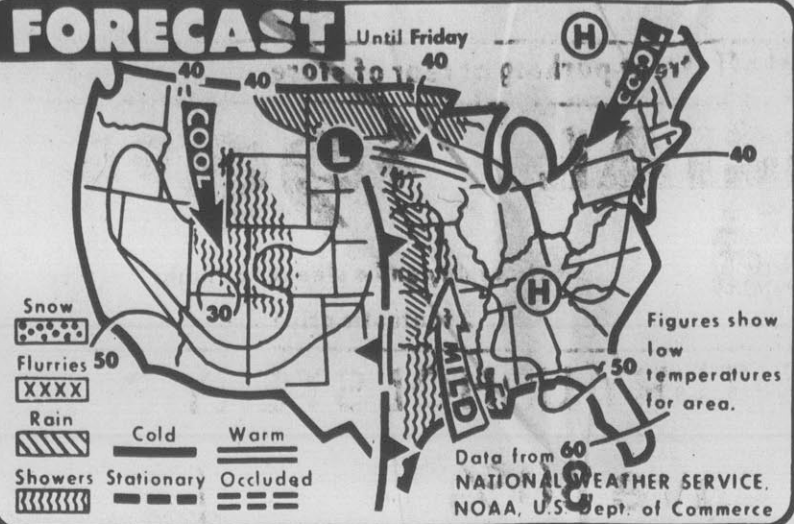 FORECAST
Until Friday
H
COOL
40
40
40
COOL
L
40
H
30
Snow
Flurries
XXXX
50
Rain
Cold
Warm
Showers
Stationary
Occluded
MILD
Figures show
low
temperatures
for area.
50
60
Data from
NATIONAL WEATHER SERVICE,
NOAA, U.S. Dept. of Commerce